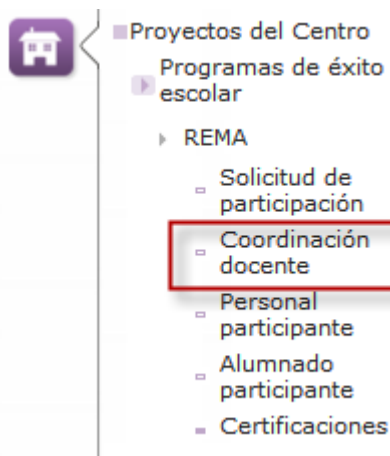 Proyectos del Centro
Programas de éxito
escolar
REMA
Solicitud de
participación
Coordinación
docente
Personal
participante
Alumnado
participante
Certificaciones